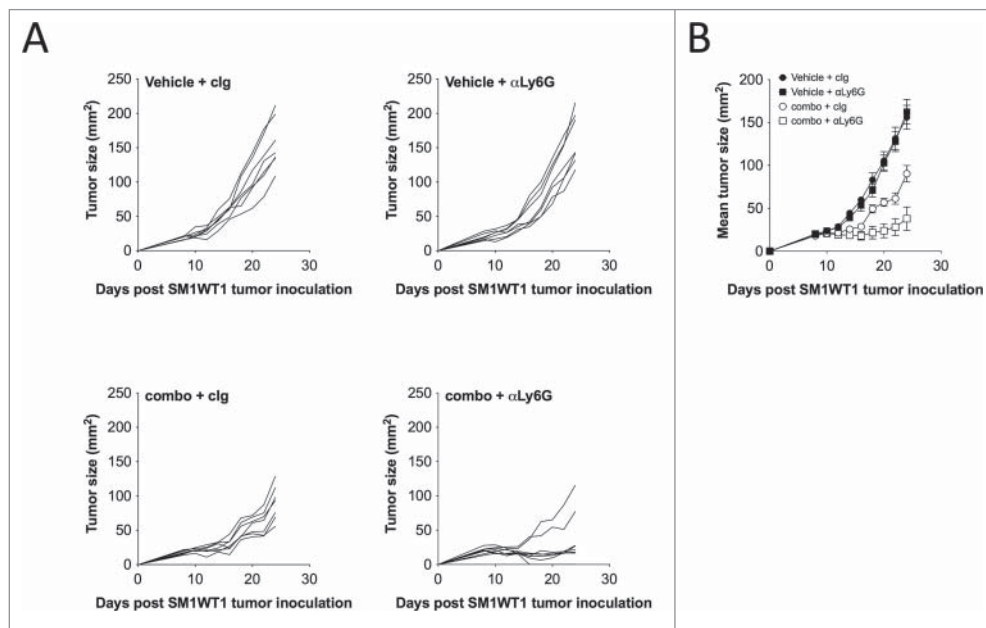 A
Vehicle + cIg
250
200
150
100
50
0
Tumor size (mm²)
0 10 20 30
Days post SM1WT1 tumor inoculation
Vehicle + αLy6G
250
200
150
100
50
0
Tumor size (mm²)
0 10 20 30
Days post SM1WT1 tumor inoculation
combo + cIg
250
200
150
100
50
0
Tumor size (mm²)
0 10 20 30
Days post SM1WT1 tumor inoculation
combo + αLy6G
250
200
150
100
50
0
Tumor size (mm²)
0 10 20 30
Days post SM1WT1 tumor inoculation
B
Vehicle + cIg
Vehicle + αLy6G
combo + cIg
combo + αLy6G
200
150
100
50
0
Mean tumor size (mm²)
0 10 20 30
Days post SM1WT1 tumor inoculation